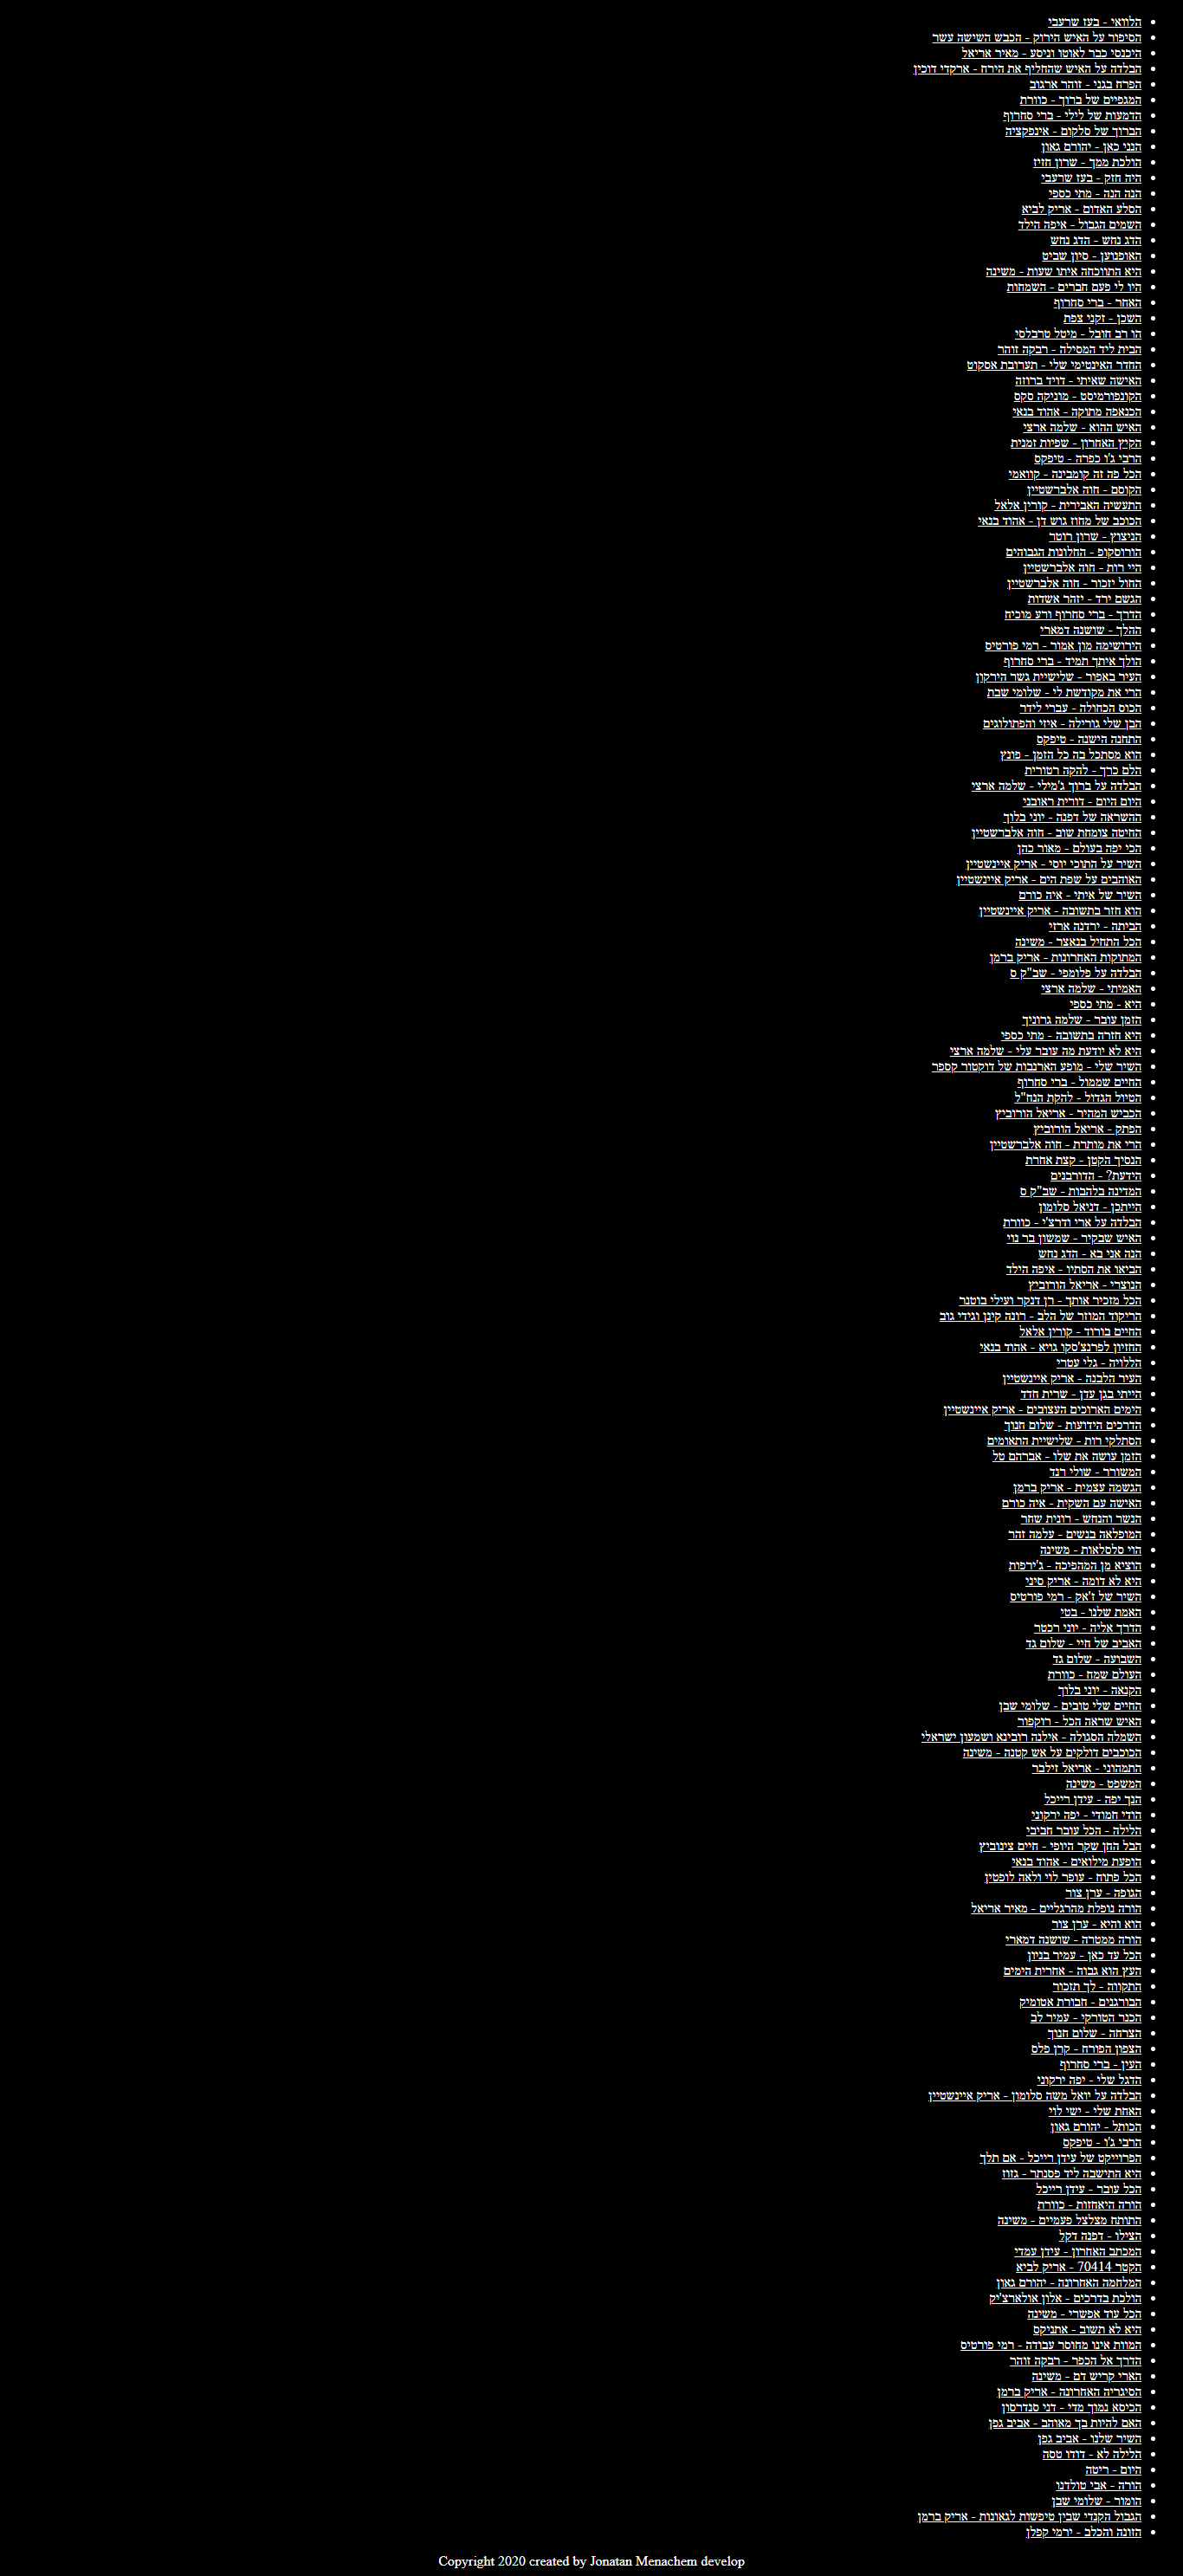 הלוואי - בעז שרעבי
הסיפור על האיש הירוק - הכבש השישה עשר
היכנסי כבר לאוטו וניסע - מאיר אריאל
הבלדה על האיש שהחליף את הירח - ארקדי דוכין
הפרח בגני - זוהר ארגוב
המגפיים של ברוך - כוורת
הדמעות של לילי - ברי סחרוף
הברוך של סלקום - אינפקציה
הנני כאן - יהורם גאון
הולכת ממך - שרון חזיז
היה חזק - בעז שרעבי
הנה הנה - מתי כספי
הסלע האדום - אריק לביא
השמים הגבול - איפה הילד
הדג נחש - הדג נחש
האופנוען - סיון שביט
היא התווכחה איתו שעות - משינה
היו לי פעם חברים - השמחות
האחר - ברי סחרוף
השכן - זקני צפת
הו רב חובל - מיטל טרבלסי
הבית ליד המסילה - רבקה זוהר
החדר האינטימי שלי - תערובת אסקוט
האישה שאיתי - דויד ברוזה
הקונפורמיסט - מוניקה סקס
הכנאפה מתוקה - אהוד בנאי
האיש ההוא - שלמה ארצי
הקיץ האחרון - שפיות זמנית
הרבי ג'ו כפרה - טיפקס
הכל פה זה קומבינה - קוואמי
הקוסם - חוה אלברשטיין
התעשיה האבירית - קורין אלאל
הכוכב של מחוז גוש דן - אהוד בנאי
הניצוץ - שרון רוטר
הורוסקופ - החלונות הגבוהים
היי רות - חוה אלברשטיין
החול יזכור - חוה אלברשטיין
הגשם ירד - יזהר אשדות
הדרך - ברי סחרוף ורע מוכיח
ההלך - שושנה דמארי
הירושימה מון אמור - רמי פורטיס
הולך איתך תמיד - ברי סחרוף
העיר באפור - שלישיית גשר הירקון
הרי את מקודשת לי - שלומי שבת
הכוס הכחולה - עברי לידר
הבן שלי גורילה - איזי והפתולוגים
התחנה הישנה - טיפקס
הוא מסתכל בה כל הזמן - פונץ
הלם כרך - להקה רטורית
הבלדה על ברוך ג'מילי - שלמה ארצי
היום היום - דורית ראובני
ההשראה של דפנה - יוני בלוך
החיטה צומחת שוב - חוה אלברשטיין
הכי יפה בעולם - מאור כהן
השיר על התוכי יוסי - אריק איינשטיין
האוהבים על שפת הים - אריק איינשטיין
השיר של איתי - איה כורם
הוא חזר בתשובה - אריק איינשטיין
הביתה - ירדנה ארזי
הכל התחיל בנאצר - משינה
המתוקות האחרונות - אריק ברמן
הבלדה על פלומפי - שב"ק ס
האמיתי - שלמה ארצי
היא - מתי כספי
הזמן עובר - שלמה גרוניך
היא חזרה בתשובה - מתי כספי
היא לא יודעת מה עובר עלי - שלמה ארצי
השיר שלי - מופע הארנבות של דוקטור קספר
החיים שממול - ברי סחרוף
הטיול הגדול - להקת הנח"ל
הכביש המהיר - אריאל הורוביץ
הפתק - אריאל הורוביץ
הרי את מותרת - חוה אלברשטיין
הנסיך הקטן - קצת אחרת
הידעת? - הדורבנים
המדינה בלהבות - שב"ק ס
הייתכן - דניאל סלומון
הבלדה על ארי ודרצ'י - כוורת
האיש שבקיר - שמשון בר נוי
הנה אני בא - הדג נחש
הביאו את הסתיו - איפה הילד
הנוצרי - אריאל הורוביץ
הכל מזכיר אותך - רן דנקר ועילי בוטנר
הריקוד המוזר של הלב - רונה קינן וגידי גוב
החיים בורוד - קורין אלאל
החזיון לפרנצ'סקו גויא - אהוד בנאי
הללויה - גלי עטרי
העיר הלבנה - אריק איינשטיין
הייתי בגן עדן - שרית חדד
הימים הארוכים העצובים - אריק איינשטיין
הדרכים הידועות - שלום חנוך
הסתלקי רות - שלישיית התאומים
הזמן עושה את שלו - אברהם טל
המשורר - שולי רנד
הגשמה עצמית - אריק ברמן
האישה עם השקית - איה כורם
הנשר והנחש - רונית שחר
המופלאה בנשים - עלמה זהר
הוי סלסלאות - משינה
הוציא מן המהפיכה - ג'ירפות
היא לא דומה - אריק סיני
השיר של ז'אק - רמי פורטיס
האמת שלנו - בטי
הדרך אליה - יוני רכטר
האביב של חיי - שלום גד
השבועה - שלום גד
העולם שמח - כוורת
הקנאה - יוני בלוך
החיים שלי טובים - שלומי שבן
האיש שראה הכל - רוקפור
השמלה הסגולה - אילנה רובינא ושמעון ישראלי
הכוכבים דולקים על אש קטנה - משינה
התמהוני - אריאל זילבר
המשפט - משינה
הנך יפה - עידן רייכל
הודי חמודי - יפה ירקוני
הלילה - הכל עובר חביבי
הבל החן שקר היופי - חיים צינוביץ
הופעת מילואים - אהוד בנאי
הכל פתוח - עופר לוי ולאה לופטין
הגופה - ערן צור
הורה נופלת מהרגליים - מאיר אריאל
הוא והיא - ערן צור
הורה ממטרה - שושנה דמארי
הכל עד כאן - עמיר בניון
העץ הוא גבוה - אחרית הימים
התקווה - לך תזכור
הבורגנים - חבורת אטומיק
הכנר הטורקי - עמיר לב
הצרחה - שלום חנוך
הצפון הפורח - קרן פלס
העין - ברי סחרוף
הדגל שלי - יפה ירקוני
הבלדה על יואל משה סלומון - אריק איינשטיין
האחת שלי - ישי לוי
הכותל - יהורם גאון
הרבי ג'ו - טיפקס
הפרוייקט של עידן רייכל - אם תלך
היא התישבה ליד פסנתר - גזוז
הכל עובר - עידן רייכל
הורה היאחזות - כוורת
התותח מצלצל פעמיים - משינה
הצילו - דפנה דקל
המכתב האחרון - עידן עמדי
הקטר 70414 - אריק לביא
המלחמה האחרונה - יהורם גאון
הולכת בדרכים - אלון אולארצ'יק
הכל עוד אפשרי - משינה
היא לא תשוב - אתניקס
המוות אינו מחוסר עבודה - רמי פורטיס
הדרך אל הכפר - רבקה זוהר
הארי קריש דם - משינה
הסיגריה האחרונה - אריק ברמן
הכיסא נמוך מדי - דני סנדרסון
האם להיות בך מאוהב - אביב גפן
השיר שלנו - אביב גפן
הלילה לא - דודו טסה
היום - ריטה
הורה - אבי טולדנו
הומור - שלומי שבן
הגבול הקנדי שבין טיפשות לגאונות - אריק ברמן
הזונה והכלב - ירמי קפלן
Copyright 2020 created by Jonatan Menachem develop